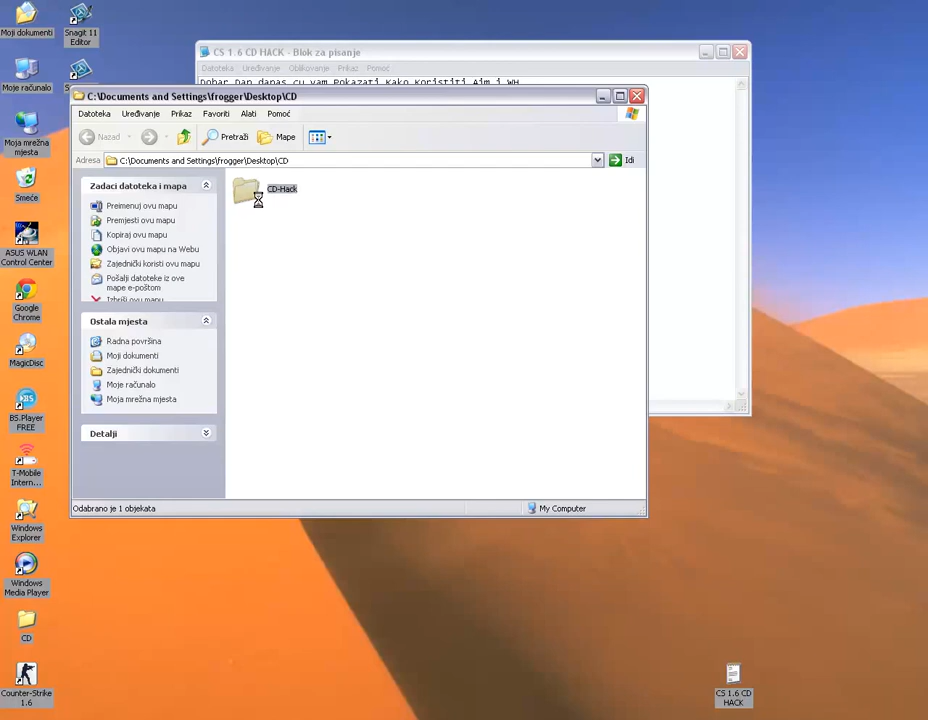 Moji dokumenti
Snagit 11
Editor
Moje računalo
Moja mrežna
mjesta
Smeće
ASUS WLAN
Control Center
Google
Chrome
MagicDisc
BS.Player
FREE
T-Mobile
Intern...
Windows
Explorer
Windows
Media Player
CD
Counter-Strike
1.6
CS 1.6 CD HACK - Blok za pisanje
Datoteka Uređivanje Oblikovanje Prikaz Pomoć
Dobar Dan danas cu vam Pokazati Kako Koristiti Aim i WH
C:\Documents and Settings\frogger\Desktop\CD
Datoteka Uređivanje Prikaz Favoriti Alati Pomoć
Nazad Pretraži Mape
Adresa C:\Documents and Settings\frogger\Desktop\CD Idi
Zadaci datoteka i mapa
Preimenuj ovu mapu
Premjesti ovu mapu
Kopiraj ovu mapu
Objavi ovu mapu na Webu
Zajednički koristi ovu mapu
Pošalji datoteke iz ove
mape e-poštom
Izbriši ovu mapu
Ostala mjesta
Radna površina
Moji dokumenti
Zajednički dokumenti
Moje računalo
Moja mrežna mjesta
Detalji
CD-Hack
Odabrano je 1 objekata My Computer
CS 1.6 CD
HACK